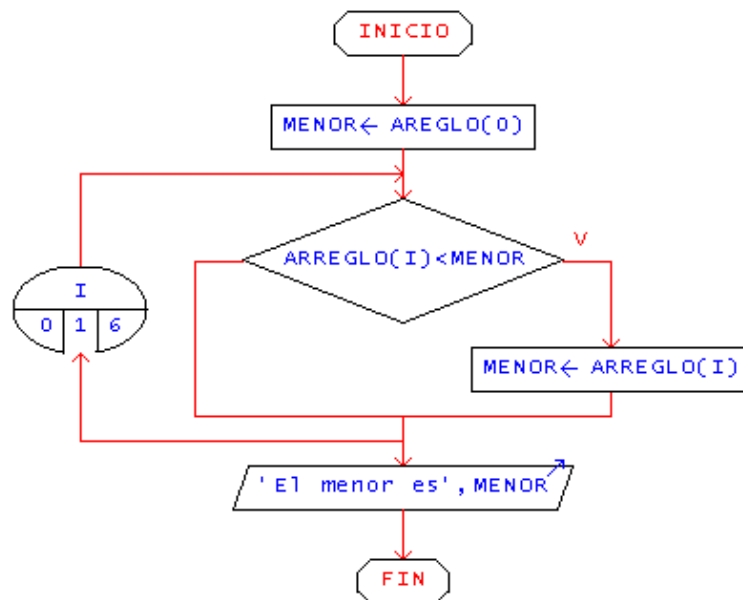 INICIO
MENOR← AREGLO(0)
ARREGLO(I)<MENOR
V
I
0 1 6
MENOR← ARREGLO(I)
'El menor es',MENOR
FIN